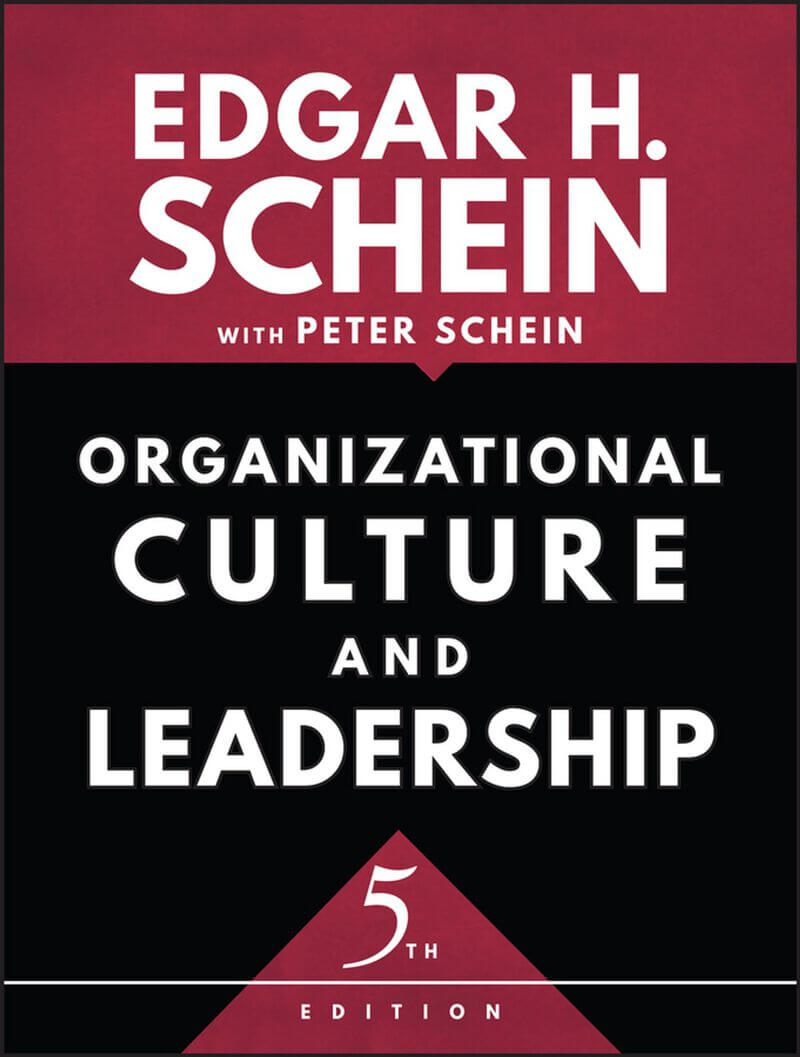 EDGAR H.
SCHEIN
WITH PETER SCHEIN
ORGANIZATIONAL
CULTURE
AND
LEADERSHIP
5TH
EDITION